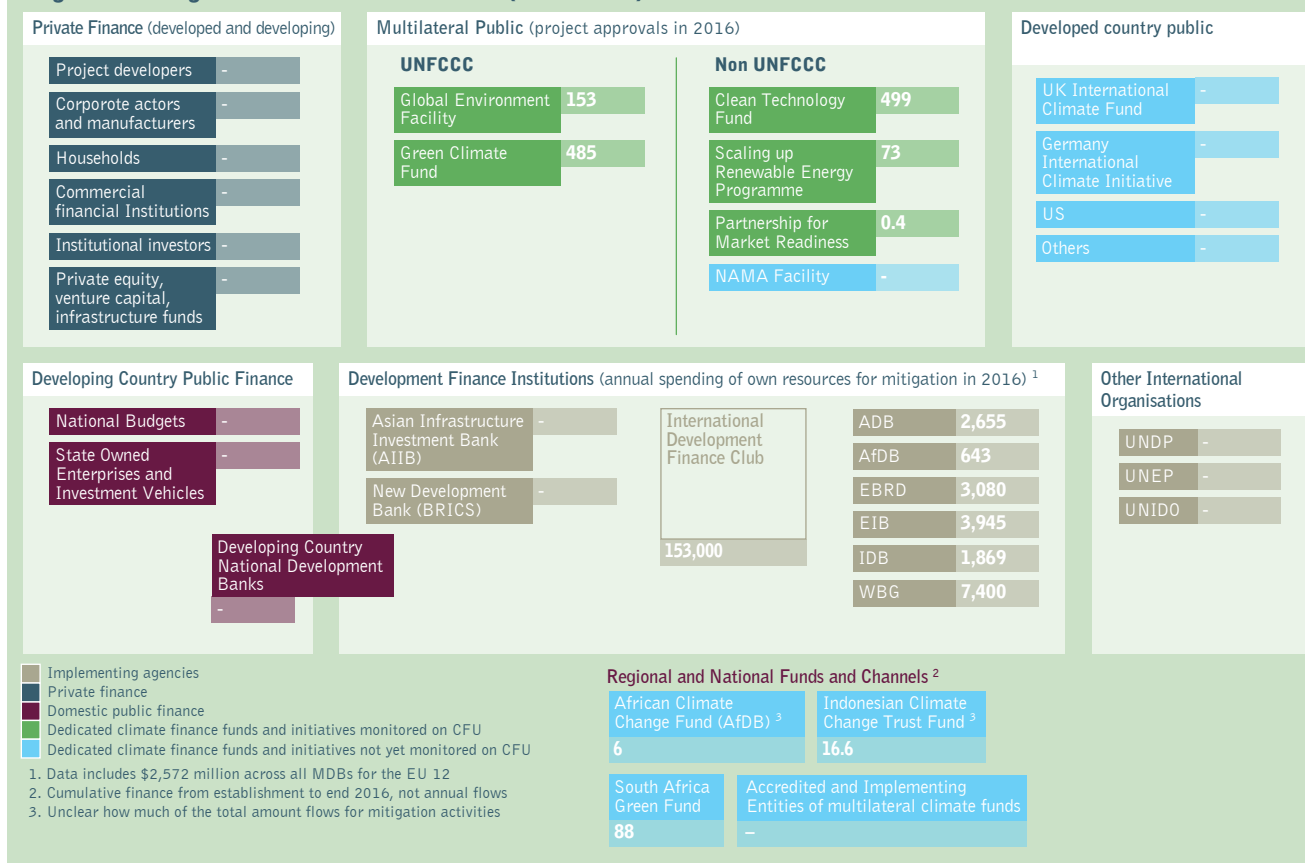 Private Finance (developed and developing)
Project developers -
Corporote actors -
and manufacturers
Households -
Commercial -
financial Institutions
Institutional investors -
Private equity, -
venture capital,
infrastructure funds
Multilateral Public (project approvals in 2016)
UNFCCC
Global Environment 153
Facility
Green Climate 485
Fund
Non UNFCCC
Clean Technology 499
Fund
Scaling up 73
Renewable Energy
Programme
Partnership for 0.4
Market Readiness
NAMA Facility -
Developed country public
UK International -
Climate Fund
Germany -
International
Climate Initiative
US -
Others -
Developing Country Public Finance
National Budgets -
State Owned -
Enterprises and
Investment Vehicles
Developing Country
National Development
Banks
-
Development Finance Institutions (annual spending of own resources for mitigation in 2016) 1
Asian Infrastructure -
Investment Bank
(AIIB)
New Development -
Bank (BRICS)
International
Development
Finance Club
153,000
ADB 2,655
AfDB 643
EBRD 3,080
EIB 3,945
IDB 1,869
WBG 7,400
Other International
Organisations
UNDP -
UNEP -
UNIDO -
Implementing agencies
Private finance
Domestic public finance
Dedicated climate finance funds and initiatives monitored on CFU
Dedicated climate finance funds and initiatives not yet monitored on CFU
1. Data includes $2,572 million across all MDBs for the EU 12
2. Cumulative finance from establishment to end 2016, not annual flows
3. Unclear how much of the total amount flows for mitigation activities
Regional and National Funds and Channels 2
African Climate
Change Fund (AfDB) 3
6
Indonesian Climate
Change Trust Fund 3
16.6
South Africa
Green Fund
88
Accredited and Implementing
Entities of multilateral climate funds
–